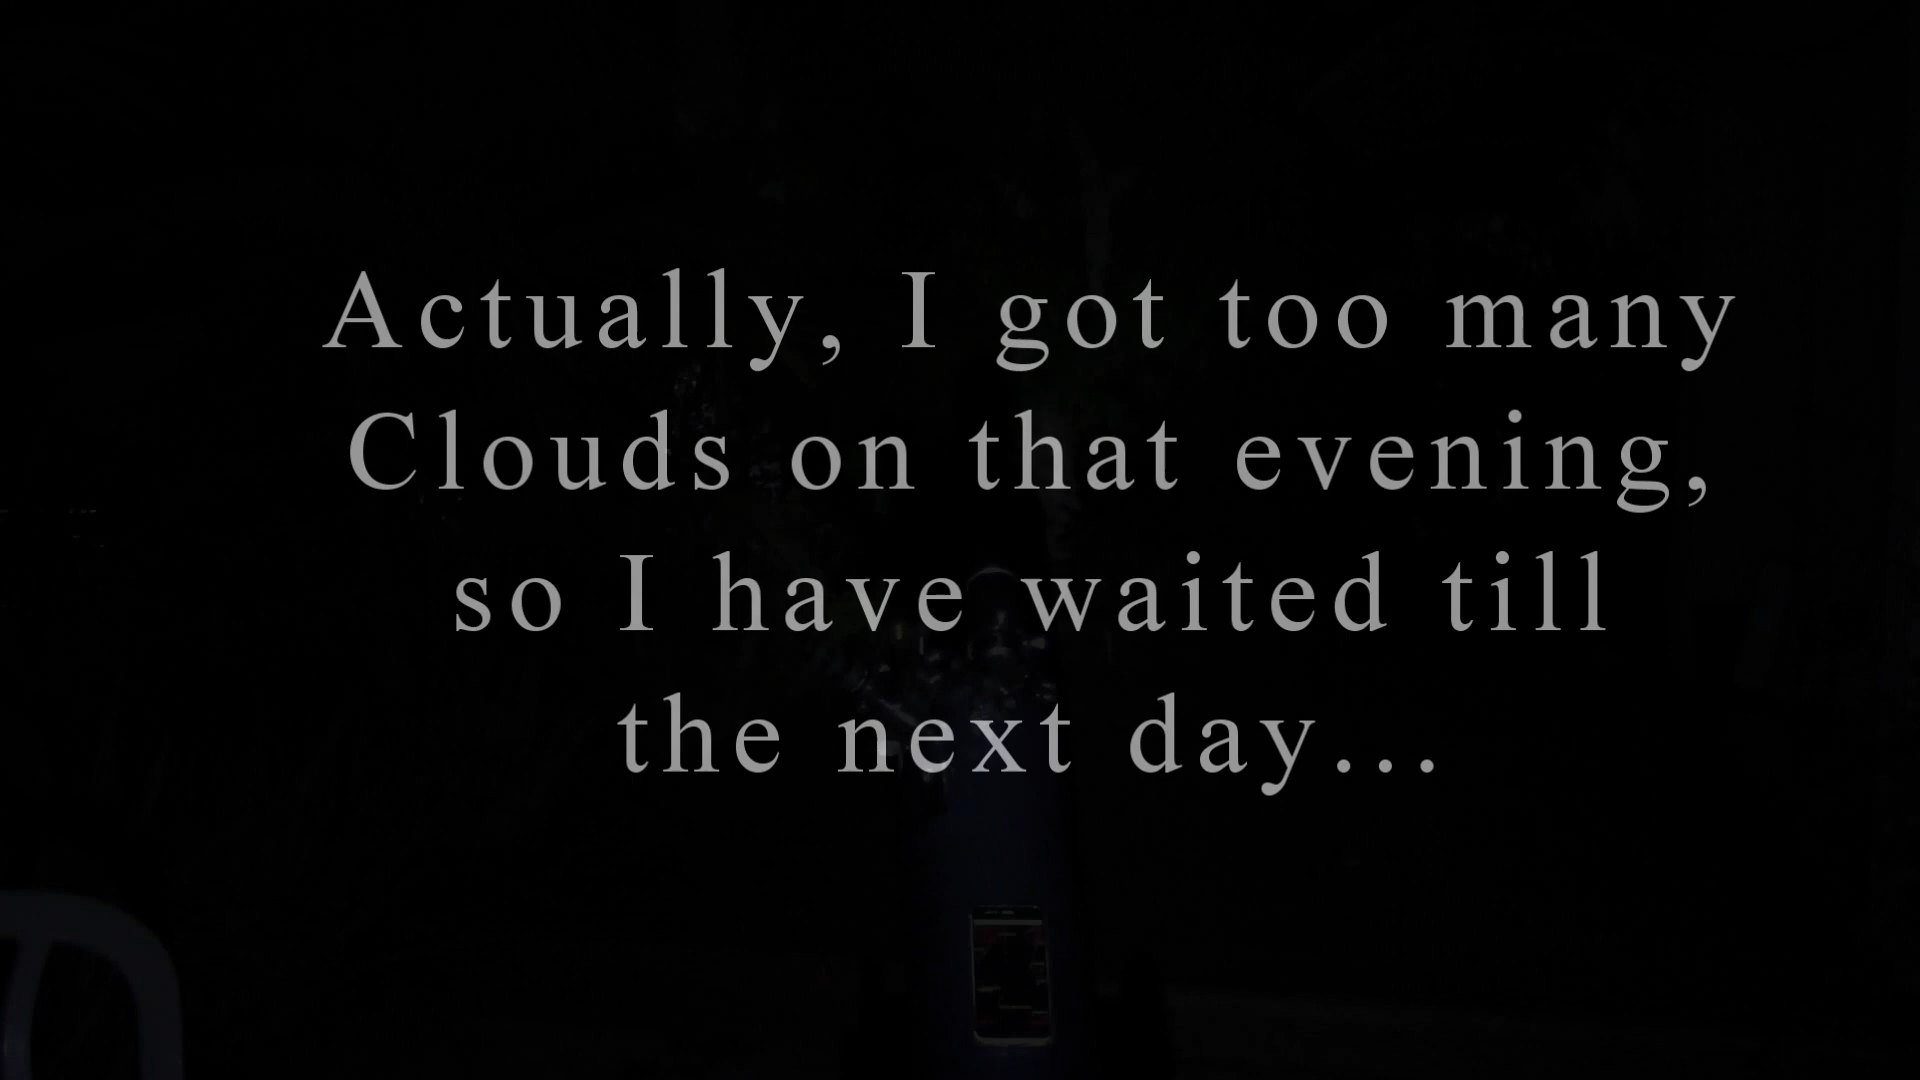 Actually, I got too many
Clouds on that evening,
so I have waited till
the next day...